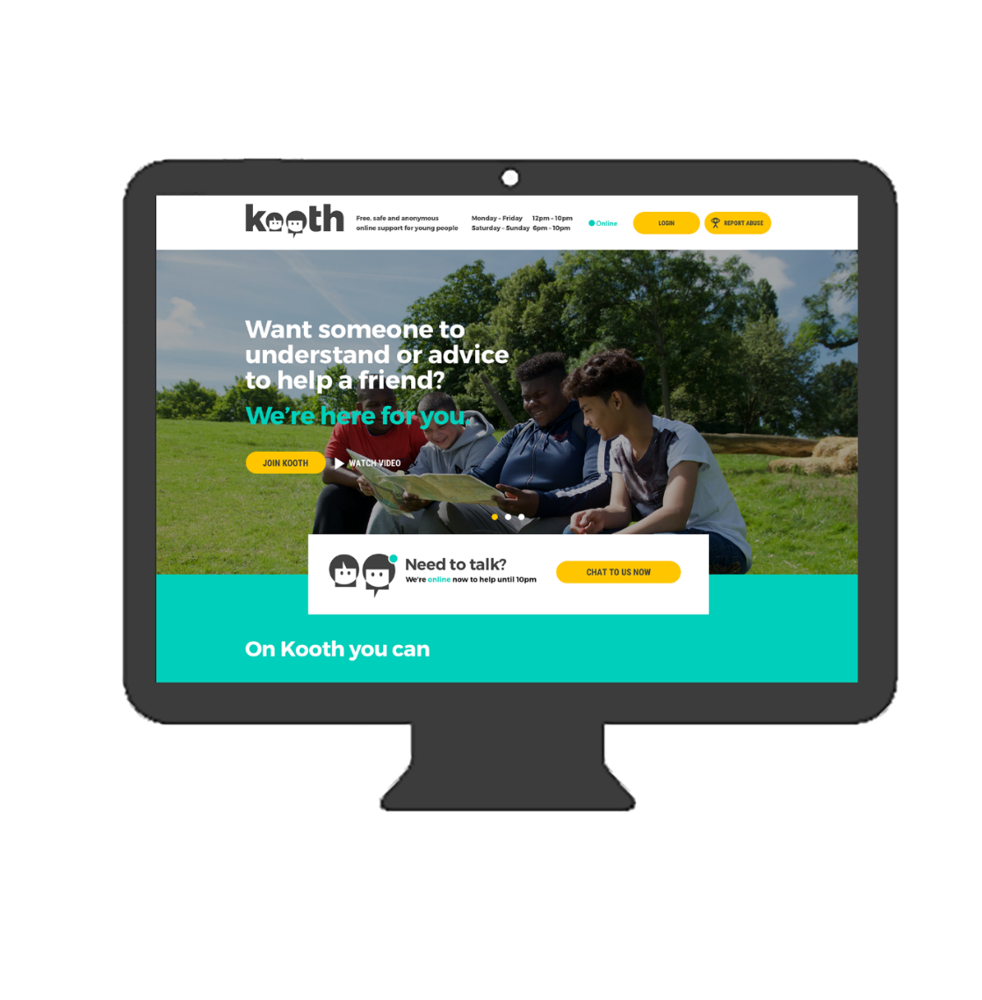 kooth
Free, safe and anonymous
online support for young people
Monday – Friday 12pm – 10pm
Saturday – Sunday 6pm – 10pm
Online
LOGIN
REPORT ABUSE
Want someone to
understand or advice
to help a friend?
We're here for you.
JOIN KOOTH
WATCH VIDEO
Need to talk?
We're online now to help until 10pm
CHAT TO US NOW
On Kooth you can